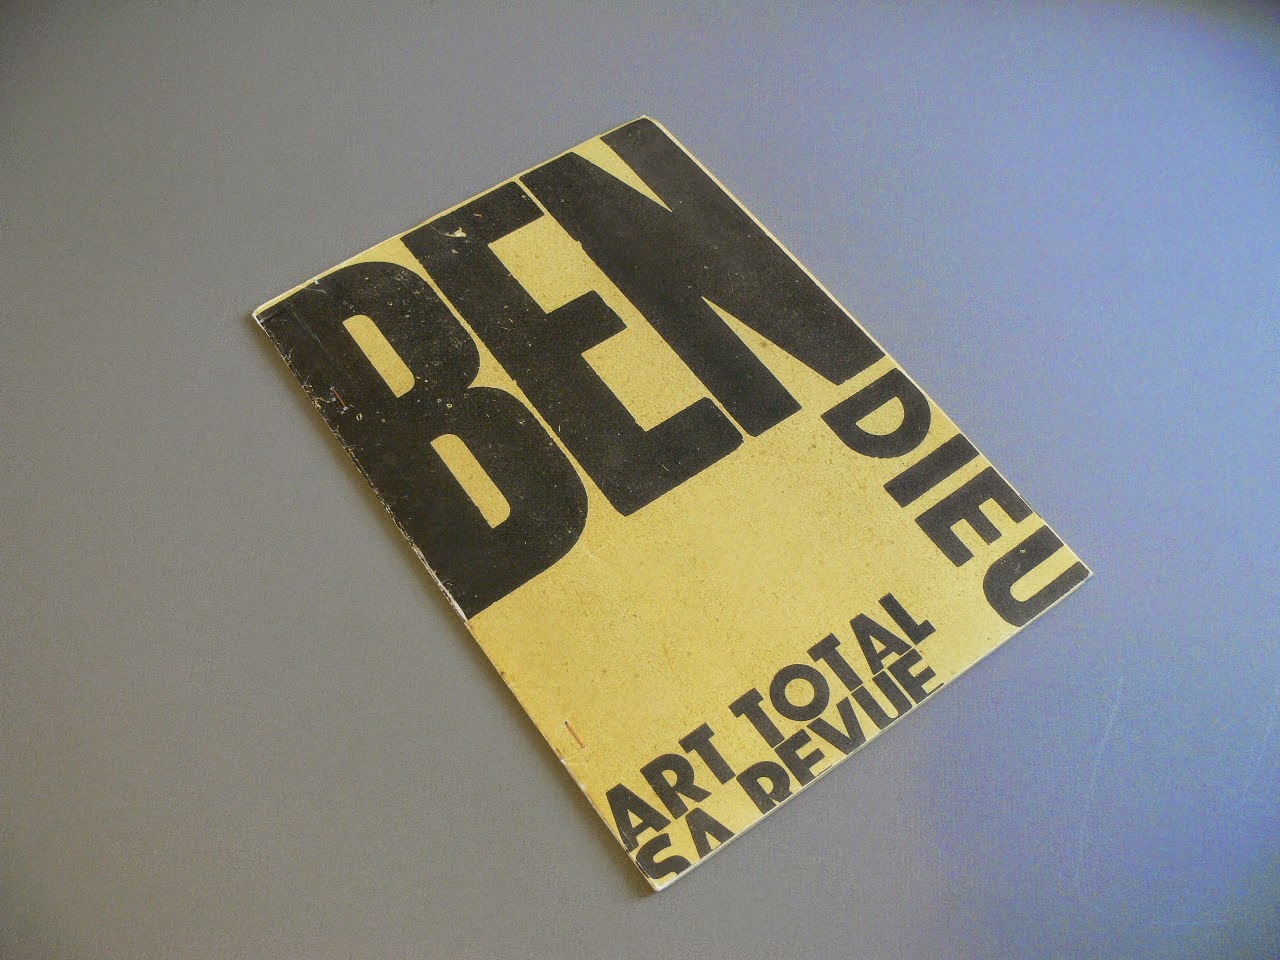 BEN
DIEU
ART TOTAL
SA REVUE